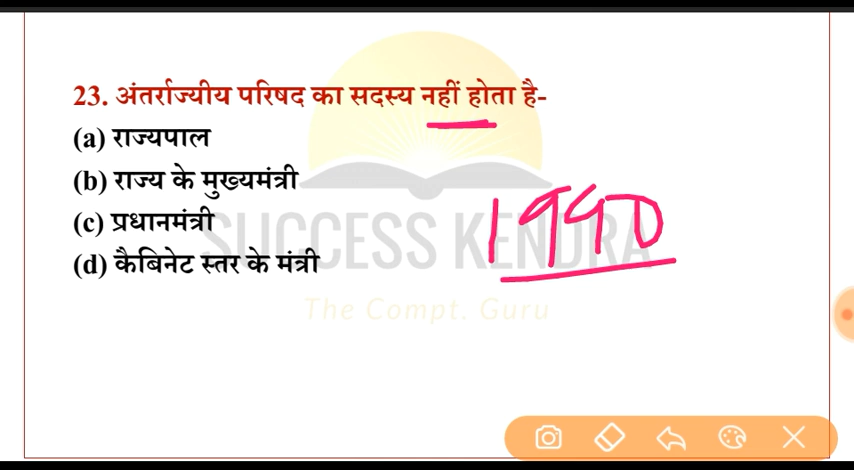 23. अंतर्राज्यीय परिषद का सदस्य नहीं होता है-
(a) राज्यपाल
(b) राज्य के मुख्यमंत्री
(c) प्रधानमंत्री
(d) कैबिनेट स्तर के मंत्री
1990
SUCCESS KENDRA
The Compt. Guru